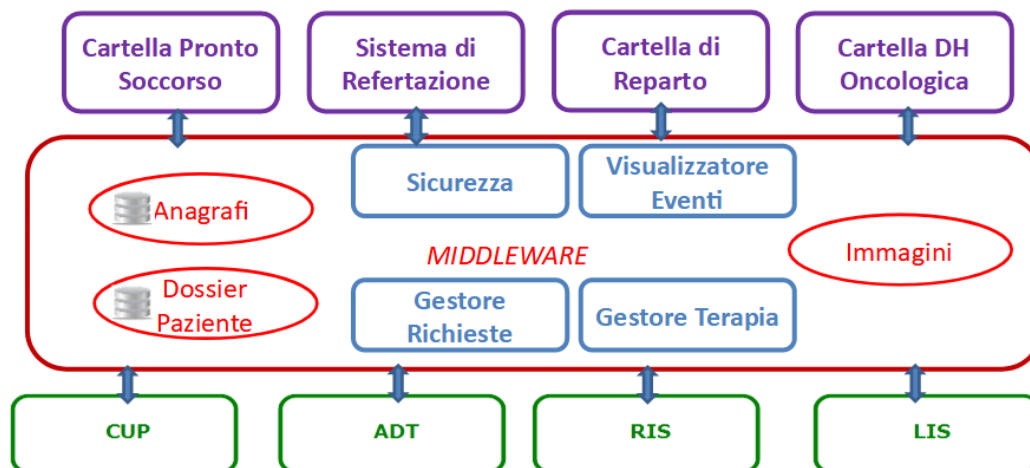 Cartella Pronto
Soccorso
Sistema di
Refertazione
Cartella di
Reparto
Cartella DH
Oncologica
Anagrafi
Sicurezza
Visualizzatore
Eventi
MIDDLEWARE
Immagini
Dossier
Paziente
Gestore
Richieste
Gestore Terapia
CUP
ADT
RIS
LIS